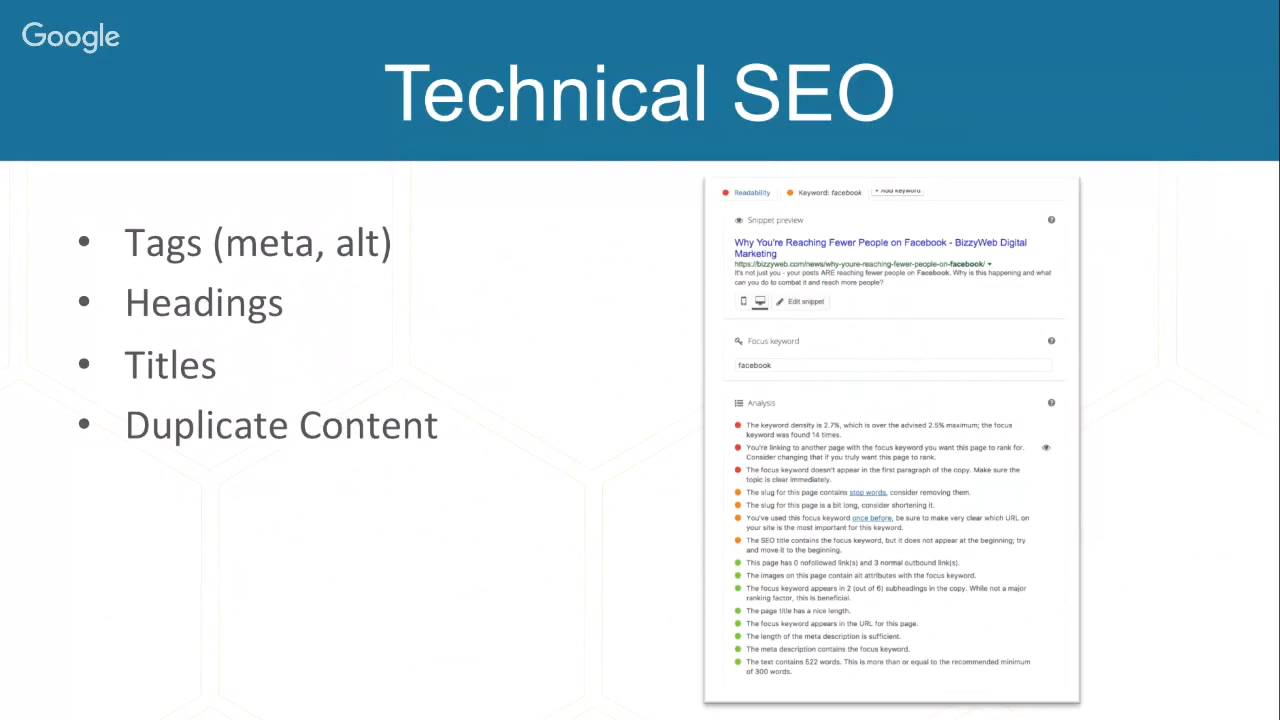 Google
Technical SEO
• Tags (meta, alt)
• Headings
• Titles
• Duplicate Content
Readability
Keyword: facebook
+ Add keyword
Snippet preview
Why You're Reaching Fewer People on Facebook - BizzyWeb Digital
Marketing
https://bizzyweb.com/news/why-youre-reaching-fewer-people-on-facebook/
It's not just you - your posts ARE reaching fewer people on Facebook. Why is this happening and what
can you do to combat it and reach more people?
Edit snippet
Focus keyword
facebook
Analysis
The keyword density is 2.7%, which is over the advised 2.5% maximum; the focus
keyword was found 14 times.
You're linking to another page with the focus keyword you want this page to rank for.
Consider changing that if you truly want this page to rank.
The focus keyword doesn't appear in the first paragraph of the copy. Make sure the
topic is clear immediately.
The slug for this page contains stop words, consider removing them.
The slug for this page is a bit long, consider shortening it.
You've used this focus keyword once before, be sure to make very clear which URL on
your site is the most important for this keyword.
The SEO title contains the focus keyword, but it does not appear at the beginning; try
and move it to the beginning.
This page has 0 nofollowed link(s) and 3 normal outbound link(s).
The images on this page contain alt attributes with the focus keyword.
The focus keyword appears in 2 (out of 6) subheadings in the copy. While not a major
ranking factor, this is beneficial.
The page title has a nice length.
The focus keyword appears in the URL for this page.
The length of the meta description is sufficient.
The meta description contains the focus keyword.
The text contains 522 words. This is more than or equal to the recommended minimum
of 300 words.